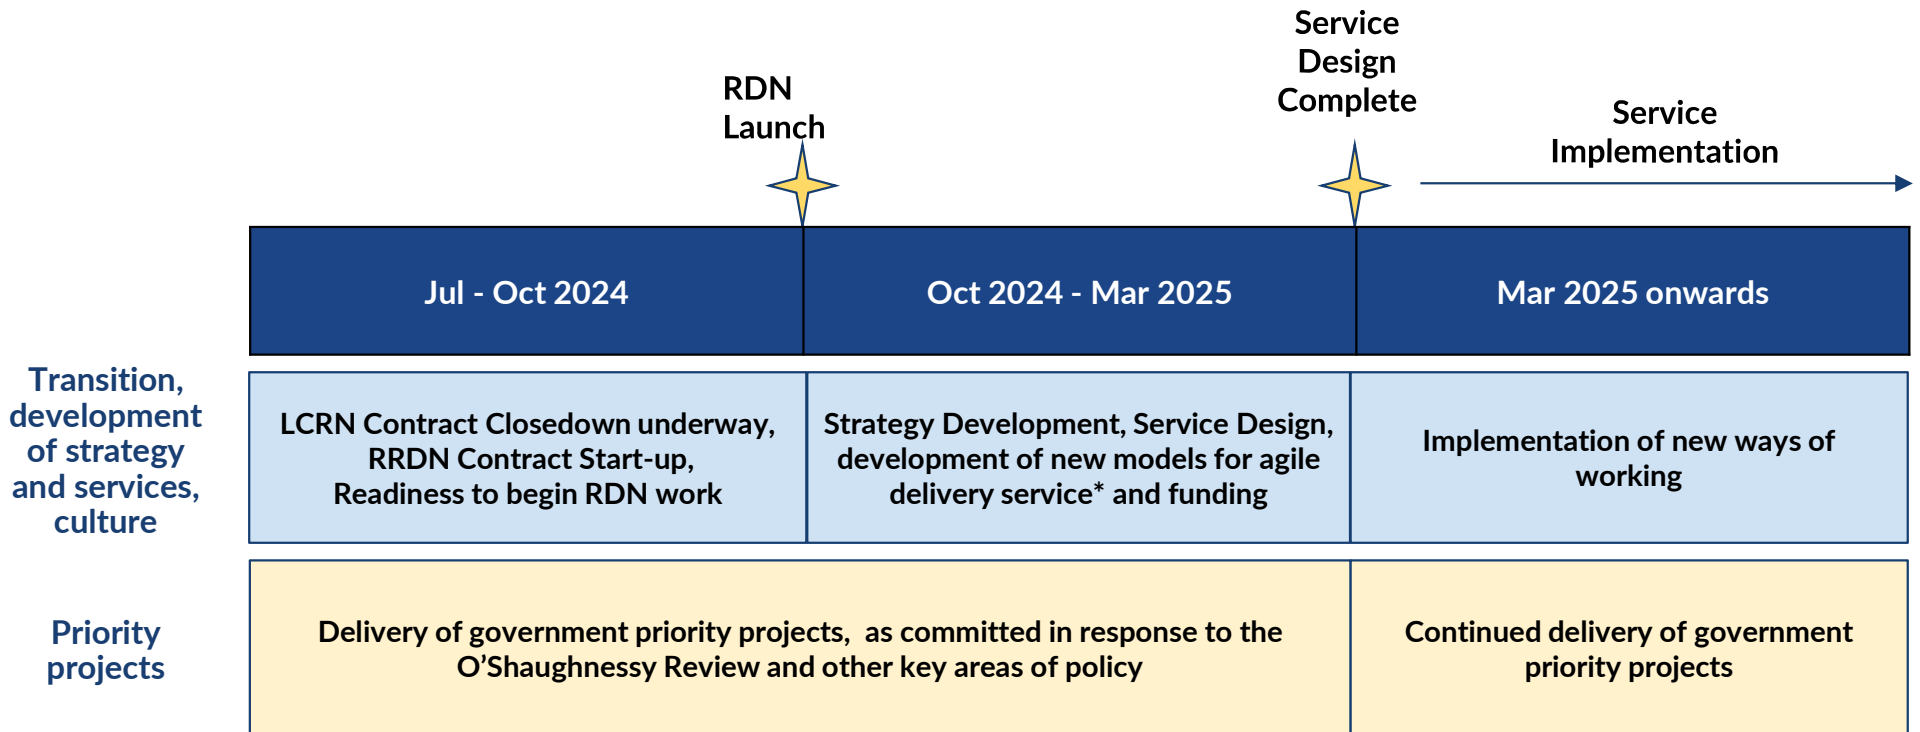 Service
Design
Complete
RDN
Launch
Service
Implementation
Jul - Oct 2024
Oct 2024 - Mar 2025
Mar 2025 onwards
Transition,
development
of strategy
and services,
culture
LCRN Contract Closedown underway,
RRDN Contract Start-up,
Readiness to begin RDN work
Strategy Development, Service Design,
development of new models for agile
delivery service* and funding
Implementation of new ways of
working
Priority
projects
Delivery of government priority projects,  as committed in response to the
O’Shaughnessy Review and other key areas of policy
Continued delivery of government
priority projects